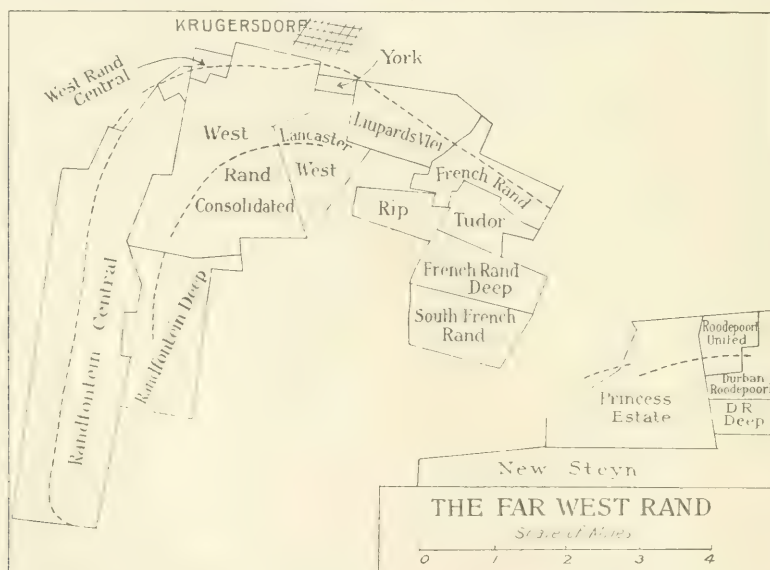 KRUGERSDORP
York
West Rand
Central
West
Rand
Consolidated
Lancaster
West
Luipards Vlei
French Rand
Rip
Tudor
French Rand
Deep
South French
Rand
Randfontein Central
Randfontein Deep
Roodepoort
United
Durban
Roodepoort
Princess
Estate
D R
Deep
New Steyn
THE FAR WEST RAND
Scale of Miles
0 1 2 3 4